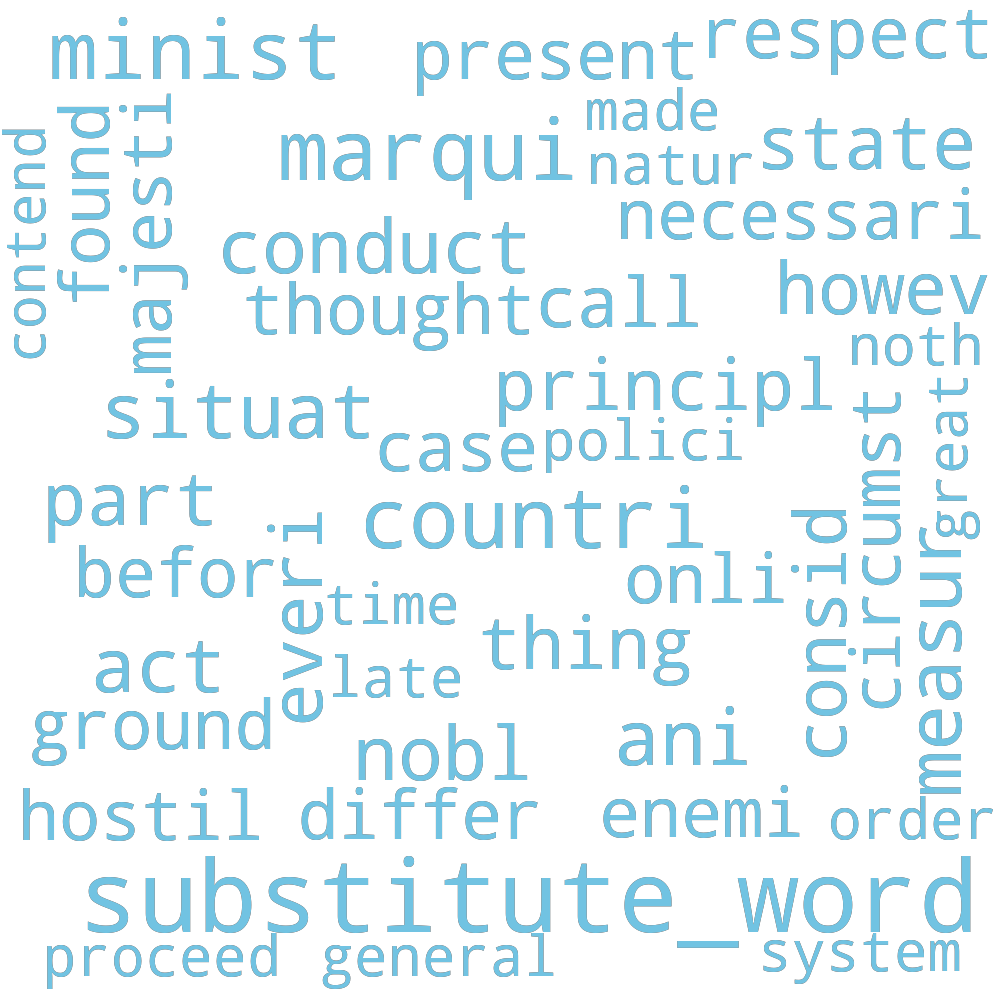 minist
present
respect
made
contend
found
majesti
marqui
natur
state
necessari
conduct
thought
call
howev
noth
situat
principl
case
polici
circumst
great
part
countri
consid
measur
befor
everi
time
onli
act
late
thing
ground
nobl
ani
hostil
differ
enemi
order
substitute_word
proceed
general
system